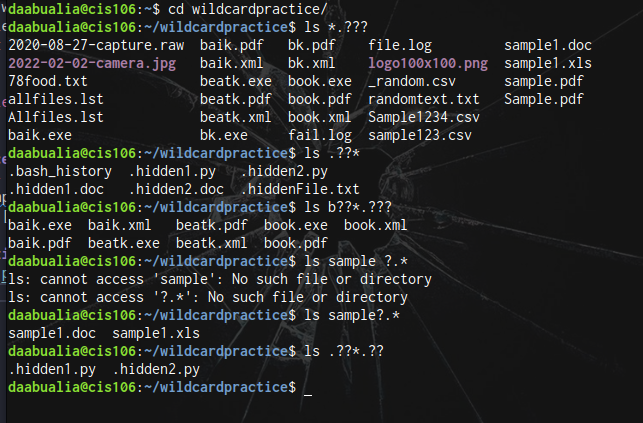 daabualia@cis106:~$ cd wildcardpractice/
daabualia@cis106:~/wildcardpractice$ ls *.???
2020-08-27-capture.raw  baik.pdf   bk.pdf    file.log        sample1.doc
2022-02-02-camera.jpg   baik.xml   bk.xml    logo100x100.png  sample1.xls
78food.txt              beatk.exe  book.exe  _random.csv     sample.pdf
allfiles.lst            beatk.pdf  book.pdf  randomtext.txt  Sample.pdf
Allfiles.lst            beatk.xml  book.xml  Sample1234.csv
baik.exe                bk.exe     fail.log  sample123.csv
daabualia@cis106:~/wildcardpractice$ ls .??*
.bash_history  .hidden1.py   .hidden2.py
.hidden1.doc   .hidden2.doc  .hiddenFile.txt
daabualia@cis106:~/wildcardpractice$ ls b??*.???
baik.exe  baik.xml   beatk.pdf  book.exe  book.xml
baik.pdf  beatk.exe  beatk.xml  book.pdf
daabualia@cis106:~/wildcardpractice$ ls sample ?.*
ls: cannot access 'sample': No such file or directory
ls: cannot access '?.*': No such file or directory
daabualia@cis106:~/wildcardpractice$ ls sample?.*
sample1.doc  sample1.xls
daabualia@cis106:~/wildcardpractice$ ls .??*.??
.hidden1.py  .hidden2.py
daabualia@cis106:~/wildcardpractice$ _